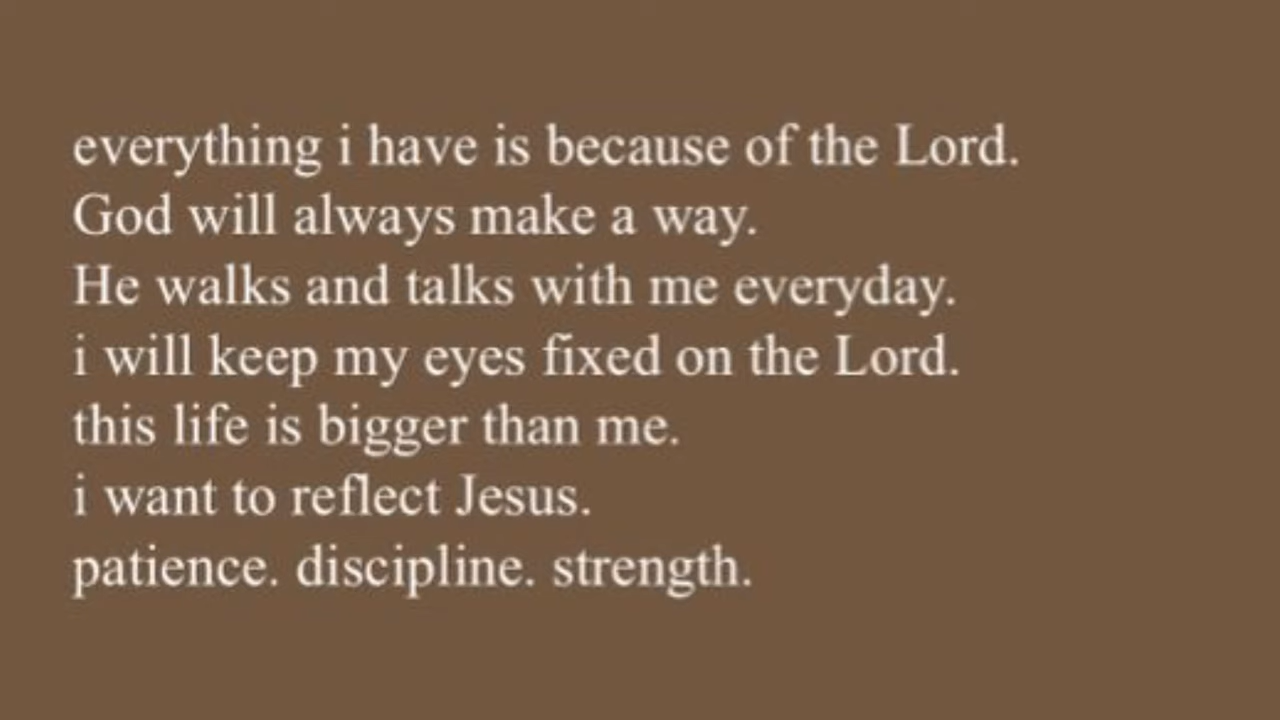 everything i have is because of the Lord.
God will always make a way.
He walks and talks with me everyday.
i will keep my eyes fixed on the Lord.
this life is bigger than me.
i want to reflect Jesus.
patience. discipline. strength.